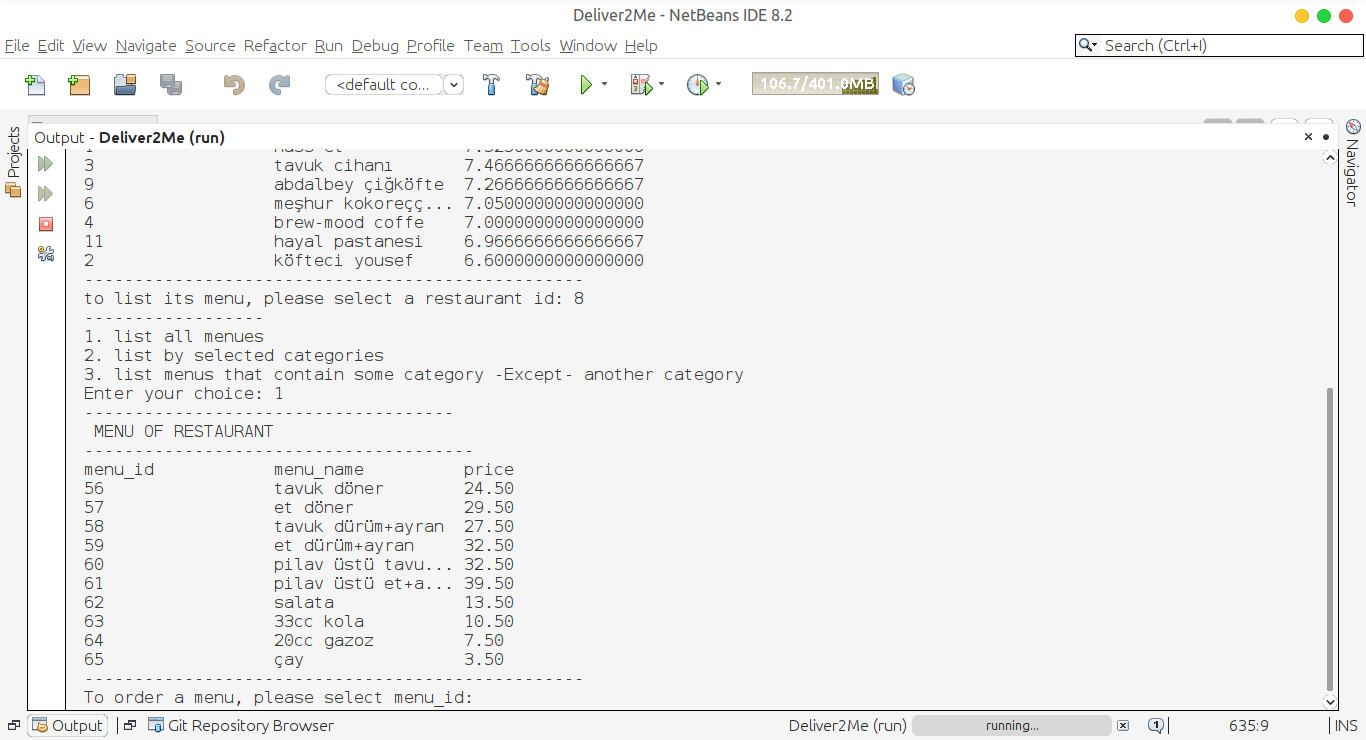 Deliver2Me - NetBeans IDE 8.2
File Edit View Navigate Source Refactor Run Debug Profile Team Tools Window Help
Search (Ctrl+I)
<default co...
106.7/401.0MB
Projects
Output - Deliver2Me (run)
Navigator
3 tavuk cihanı 7.4666666666666667
9 abdalbey çiğköfte 7.2666666666666667
6 meşhur kokoreçç... 7.0500000000000000
4 brew-mood coffe 7.0000000000000000
11 hayal pastanesi 6.9666666666666667
2 köfteci yousef 6.6000000000000000
--------------------------------------------------
to list its menu, please select a restaurant id: 8
------------------
1. list all menues
2. list by selected categories
3. list menus that contain some category -Except- another category
Enter your choice: 1
-------------------------------------
MENU OF RESTAURANT
---------------------------------------
menu_id menu_name price
56 tavuk döner 24.50
57 et döner 29.50
58 tavuk dürüm+ayran 27.50
59 et dürüm+ayran 32.50
60 pilav üstü tavu... 32.50
61 pilav üstü et+a... 39.50
62 salata 13.50
63 33cc kola 10.50
64 20cc gazoz 7.50
65 çay 3.50
--------------------------------------------------
To order a menu, please select menu_id:
Output Git Repository Browser Deliver2Me (run) running... 1 635:9 INS